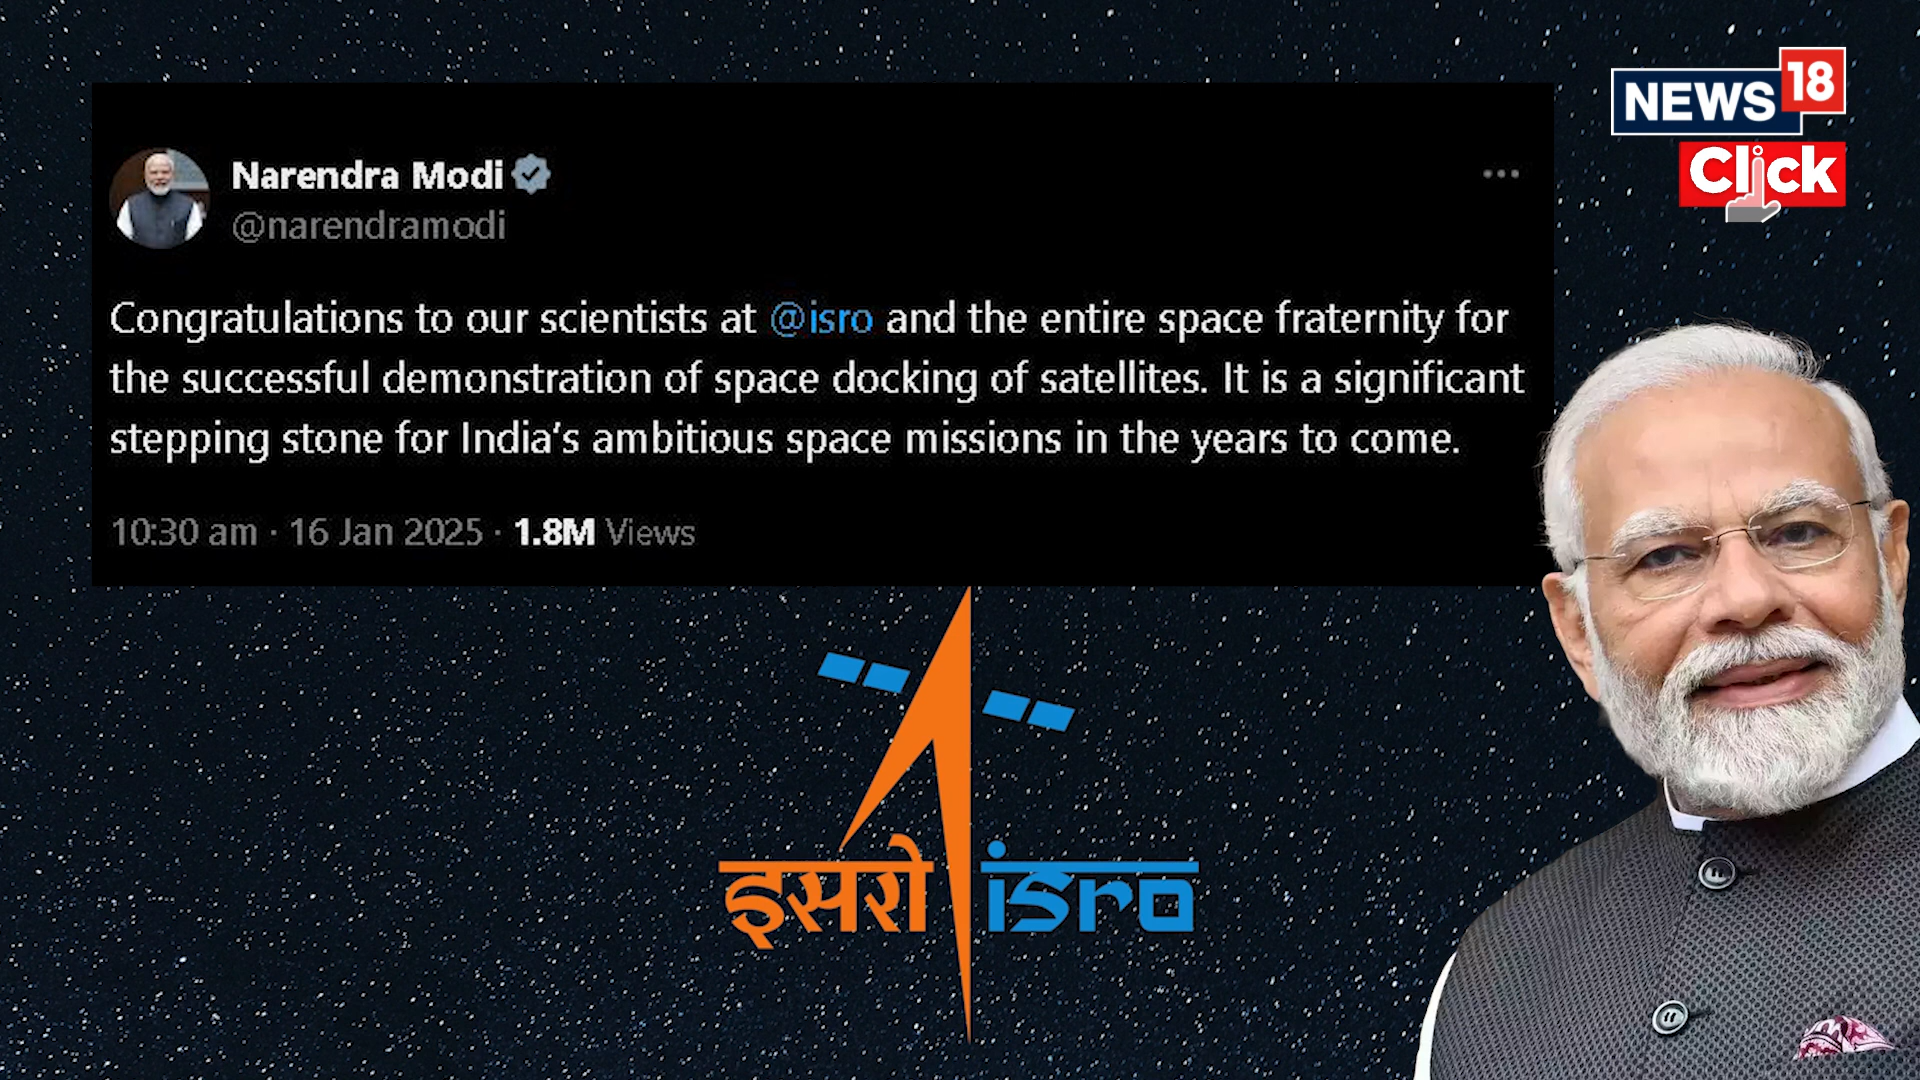 NEWS 18
Click
Narendra Modi
@narendramodi
Congratulations to our scientists at @isro and the entire space fraternity for
the successful demonstration of space docking of satellites. It is a significant
stepping stone for India's ambitious space missions in the years to come.
10:30 am · 16 Jan 2025 · 1.8M Views
इसरो isro